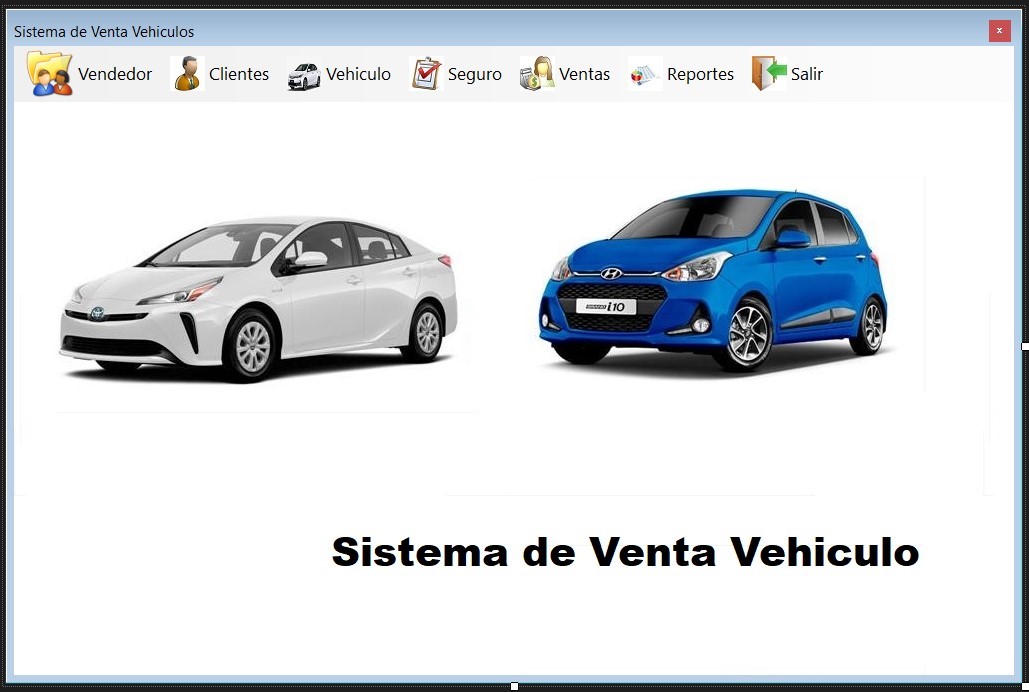 Sistema de Venta Vehiculos
x
Vendedor Clientes Vehiculo Seguro Ventas Reportes Salir
i10
Sistema de Venta Vehiculo